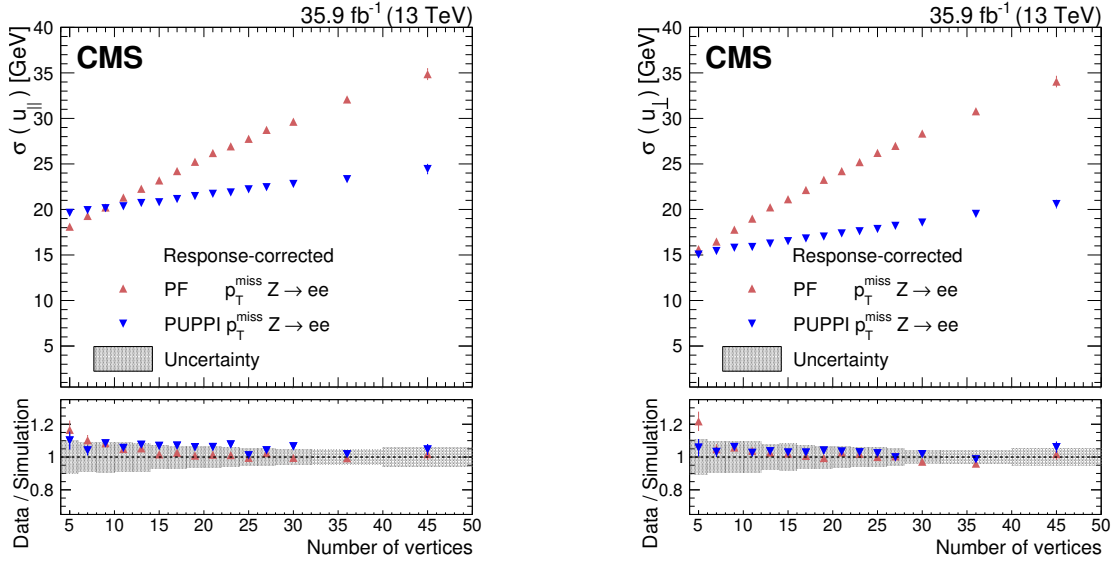 35.9 fb⁻¹ (13 TeV)
CMS
σ ( u_|| ) [GeV]
40
35
30
25
20
15
10
5
Response-corrected
PF p_T^miss Z → ee
PUPPI p_T^miss Z → ee
Uncertainty
Data / Simulation
1.2
1
0.8
5 10 15 20 25 30 35 40 45 50
Number of vertices
35.9 fb⁻¹ (13 TeV)
CMS
σ ( u_⊥ ) [GeV]
40
35
30
25
20
15
10
5
Response-corrected
PF p_T^miss Z → ee
PUPPI p_T^miss Z → ee
Uncertainty
Data / Simulation
1.2
1
0.8
5 10 15 20 25 30 35 40 45 50
Number of vertices